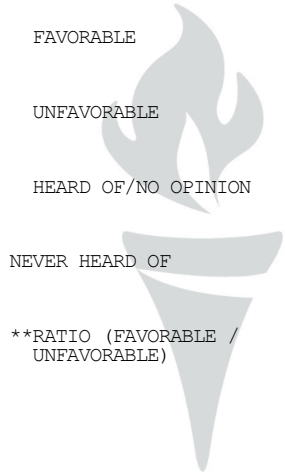 FAVORABLE
UNFAVORABLE
HEARD OF/NO OPINION
NEVER HEARD OF
**RATIO (FAVORABLE /
UNFAVORABLE)